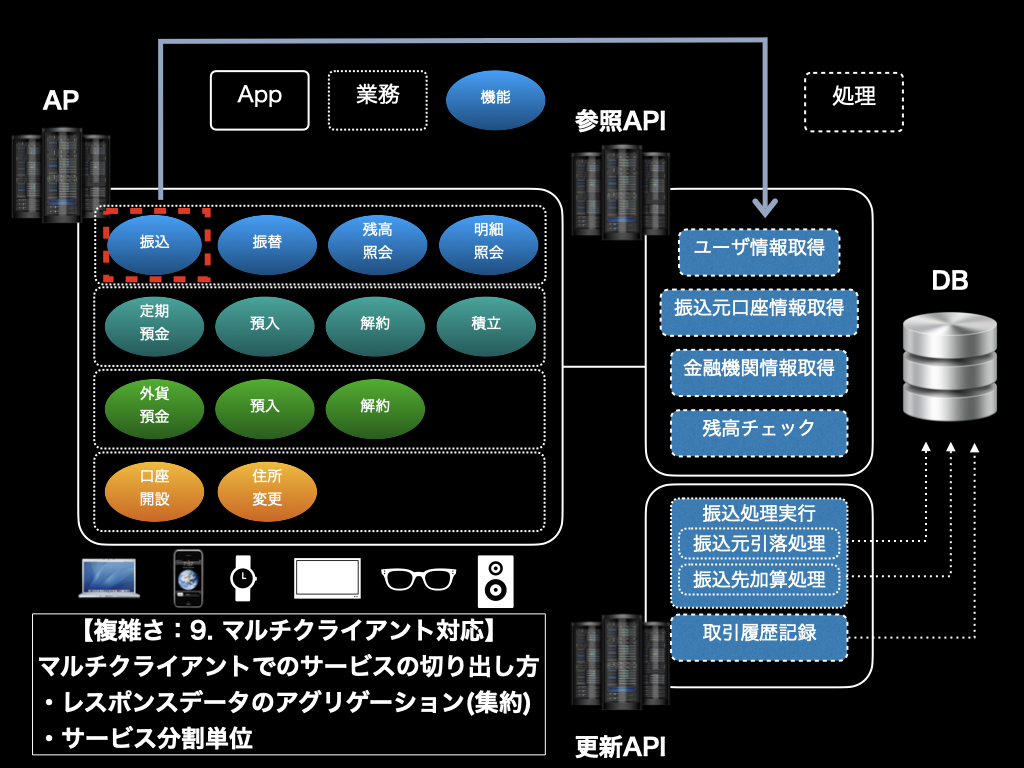 AP
App
業務
機能
処理
参照API
振込
振替
残高
照会
明細
照会
定期
預金
預入
解約
積立
外貨
預金
預入
解約
口座
開設
住所
変更
ユーザ情報取得
振込元口座情報取得
金融機関情報取得
残高チェック
DB
振込処理実行
振込元引落処理
振込先加算処理
取引履歴記録
更新API
【複雑さ：9. マルチクライアント対応】
マルチクライアントでのサービスの切り出し方
・レスポンスデータのアグリゲーション(集約)
・サービス分割単位